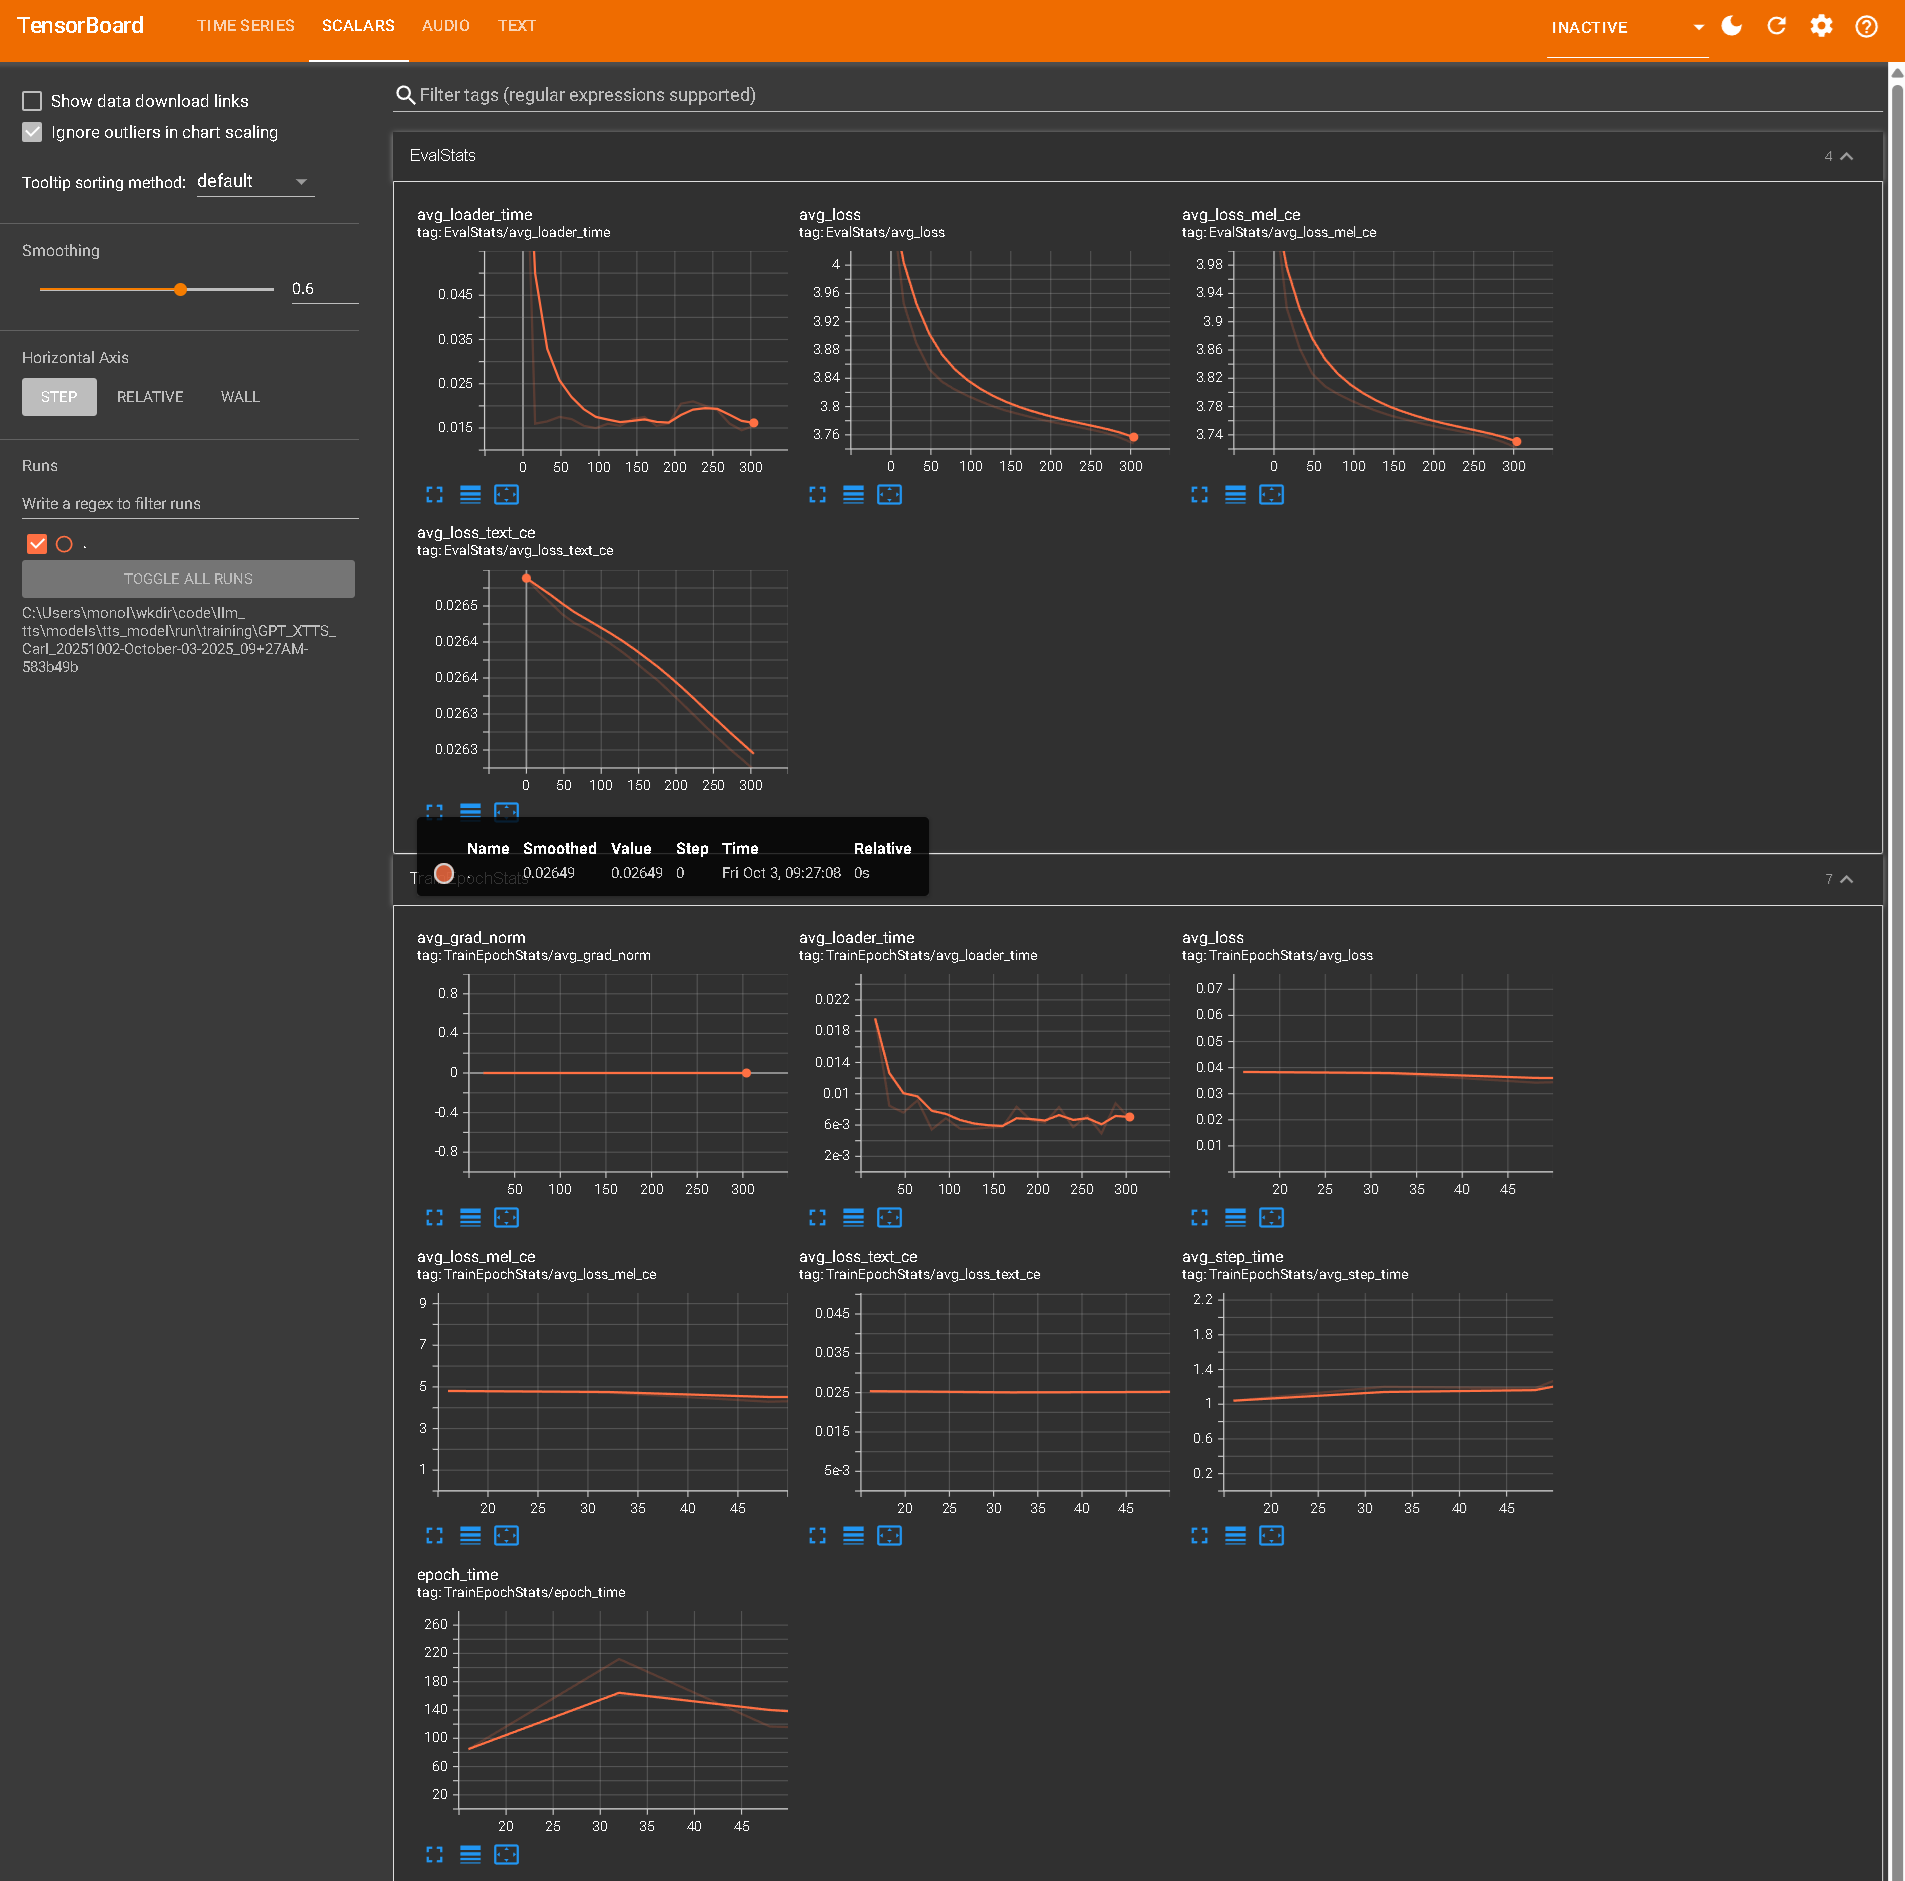 TensorBoard
TIME SERIES
SCALARS
AUDIO
TEXT
INACTIVE
Show data download links
Ignore outliers in chart scaling
Tooltip sorting method: default
Smoothing
0.6
Horizontal Axis
STEP
RELATIVE
WALL
Runs
Write a regex to filter runs
.
TOGGLE ALL RUNS
C:\Users\monol\wkdir\code\llm_
tts\models\tts_model\run\training\GPT_XTTS_
Carl_20251002-October-03-2025_09+27AM-
583b49b
Filter tags (regular expressions supported)
EvalStats
4
avg_loader_time
tag: EvalStats/avg_loader_time
0.045
0.035
0.025
0.015
0 50 100 150 200 250 300
avg_loss
tag: EvalStats/avg_loss
4
3.96
3.92
3.88
3.84
3.8
3.76
0 50 100 150 200 250 300
avg_loss_mel_ce
tag: EvalStats/avg_loss_mel_ce
3.98
3.94
3.9
3.86
3.82
3.78
3.74
0 50 100 150 200 250 300
avg_loss_text_ce
tag: EvalStats/avg_loss_text_ce
0.0265
0.0264
0.0264
0.0263
0.0263
0 50 100 150 200 250 300
Name Smoothed Value Step Time Relative
. 0.02649 0.02649 0 Fri Oct 3, 09:27:08 0s
TrainEpochStats
7
avg_grad_norm
tag: TrainEpochStats/avg_grad_norm
0.8
0.4
0
-0.4
-0.8
50 100 150 200 250 300
avg_loader_time
tag: TrainEpochStats/avg_loader_time
0.022
0.018
0.014
0.01
6e-3
2e-3
50 100 150 200 250 300
avg_loss
tag: TrainEpochStats/avg_loss
0.07
0.06
0.05
0.04
0.03
0.02
0.01
20 25 30 35 40 45
avg_loss_mel_ce
tag: TrainEpochStats/avg_loss_mel_ce
9
7
5
3
1
20 25 30 35 40 45
avg_loss_text_ce
tag: TrainEpochStats/avg_loss_text_ce
0.045
0.035
0.025
0.015
5e-3
20 25 30 35 40 45
avg_step_time
tag: TrainEpochStats/avg_step_time
2.2
1.8
1.4
1
0.6
0.2
20 25 30 35 40 45
epoch_time
tag: TrainEpochStats/epoch_time
260
220
180
140
100
60
20
20 25 30 35 40 45